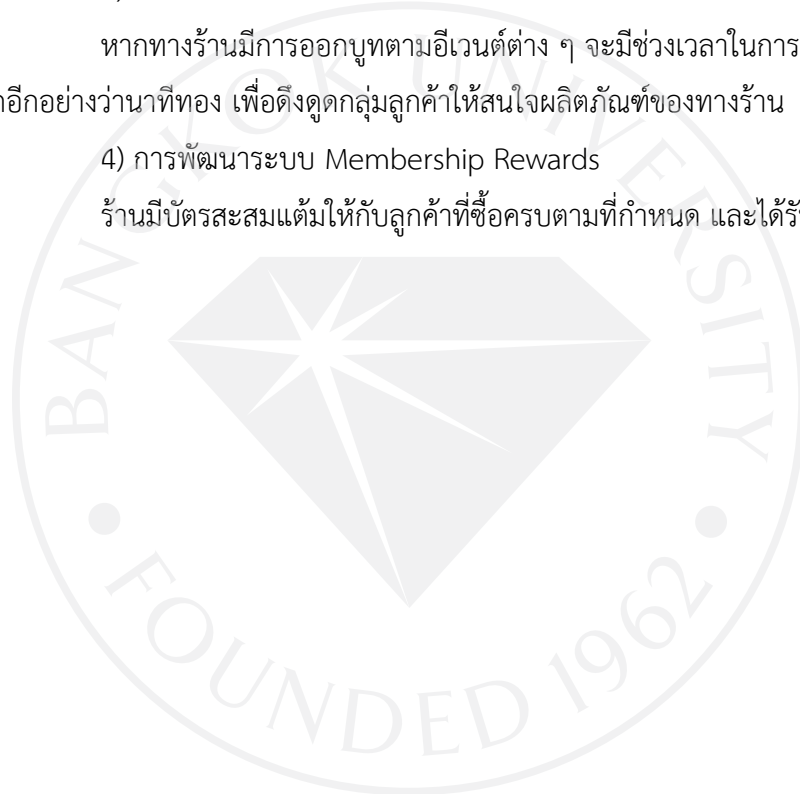 หากทางร้านมีการออกบูทตามอีเวนต์ต่าง ๆ จะมีช่วงเวลาในการ
อีกอย่างว่านาทีทอง เพื่อดึงดูดกลุ่มลูกค้าให้สนใจผลิตภัณฑ์ของทางร้าน
4) การพัฒนาระบบ Membership Rewards
ร้านมีบัตรสะสมแต้มให้กับลูกค้าที่ซื้อครบตามที่กำหนด และได้รับ
BANGKOK UNIVERSITY
FOUNDED 1962